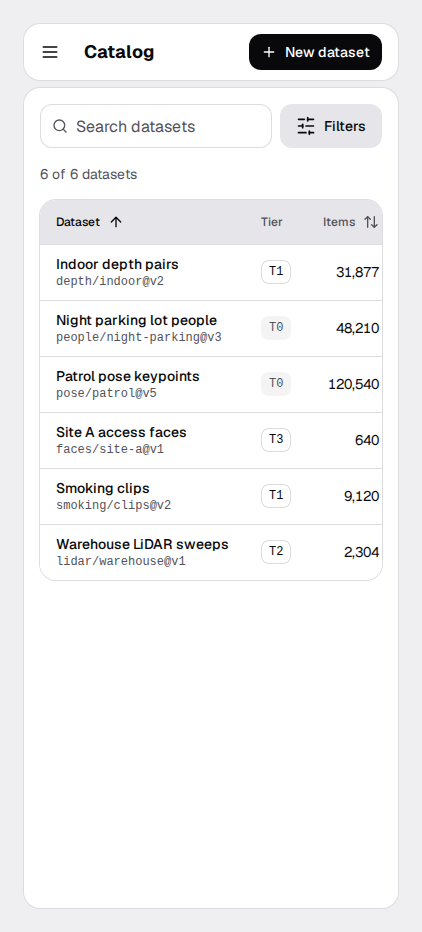 Catalog
New dataset
Search datasets
Filters
6 of 6 datasets
Dataset Tier Items
Indoor depth pairs T1 31,877
depth/indoor@v2
Night parking lot people T0 48,210
people/night-parking@v3
Patrol pose keypoints T0 120,540
pose/patrol@v5
Site A access faces T3 640
faces/site-a@v1
Smoking clips T1 9,120
smoking/clips@v2
Warehouse LiDAR sweeps T2 2,304
lidar/warehouse@v1